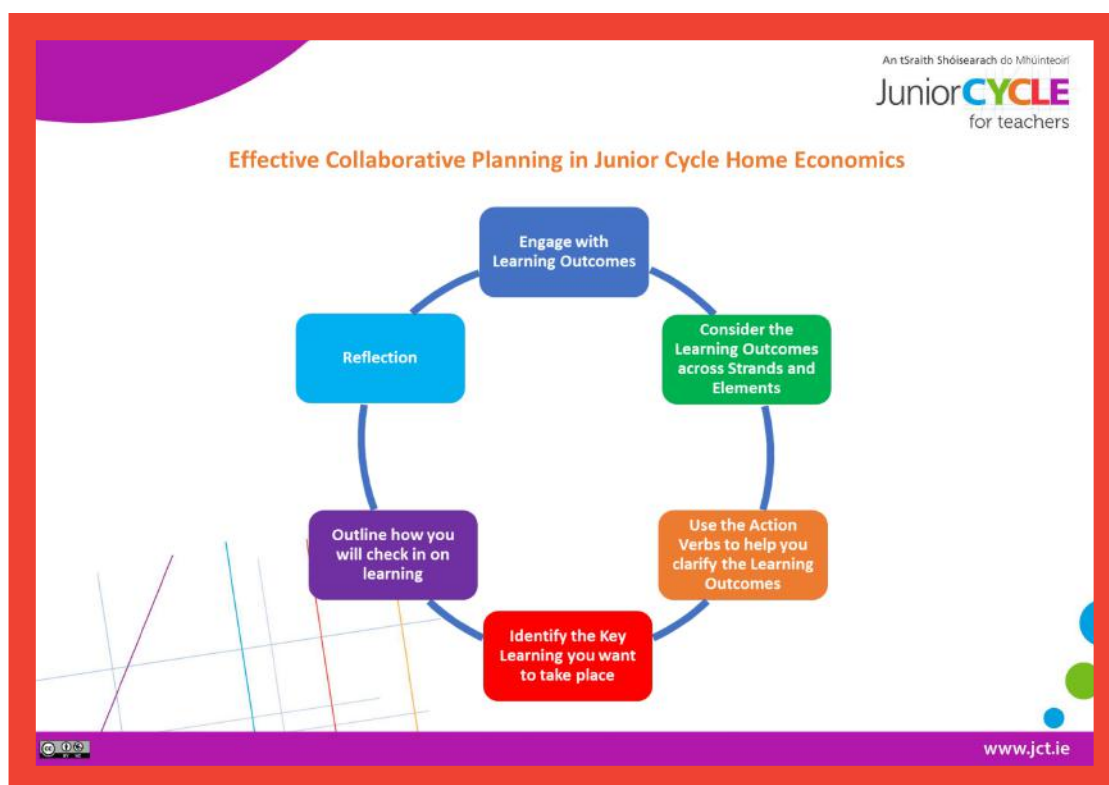 An tSraith Shóisearach do Mhúinteoirí
JuniorCYCLE
for teachers
Effective Collaborative Planning in Junior Cycle Home Economics
Engage with
Learning Outcomes
Consider the
Learning Outcomes
across Strands and
Elements
Use the Action
Verbs to help you
clarify the Learning
Outcomes
Identify the Key
Learning you want
to take place
Outline how you
will check in on
learning
Reflection
cc
BY NC
www.jct.ie